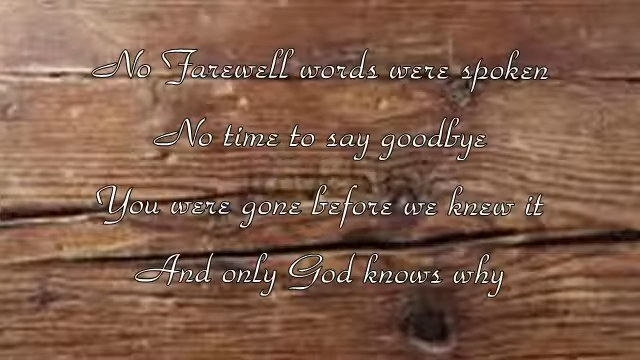 No Farewell words were spoken
No time to say goodbye
You were gone before we knew it
And only God knows why